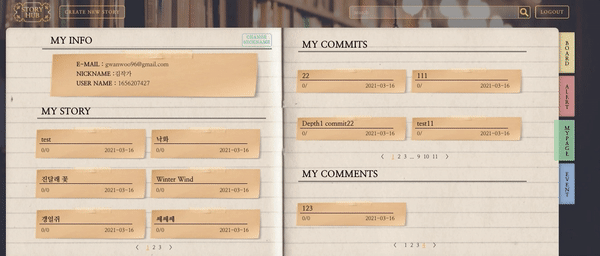 STORY HUB
CREATE NEW STORY
Search
LOGOUT
MY INFO
CHANGE NICKNAME
E-MAIL : gwanwoo96@gmail.com
NICKNAME : 김작가
USER NAME : 1656207427
MY STORY
test
0/0 2021-03-16
낙화
0/0 2021-03-16
진달래 꽃
0/0 2021-03-16
Winter Wind
0/0 2021-03-16
0/0 2021-03-16
쎄쎄쎄
0/0 2021-03-16
1 2 3
MY COMMITS
22
0/ 2021-03-16
111
0/ 2021-03-16
Depth1 commit22
0/ 2021-03-16
test11
0/ 2021-03-16
1 2 3 ... 9 10 11
MY COMMENTS
123
0/0 2021-03-16
1 2 3
BOARD
ALERT
MYPAGE
EVENT